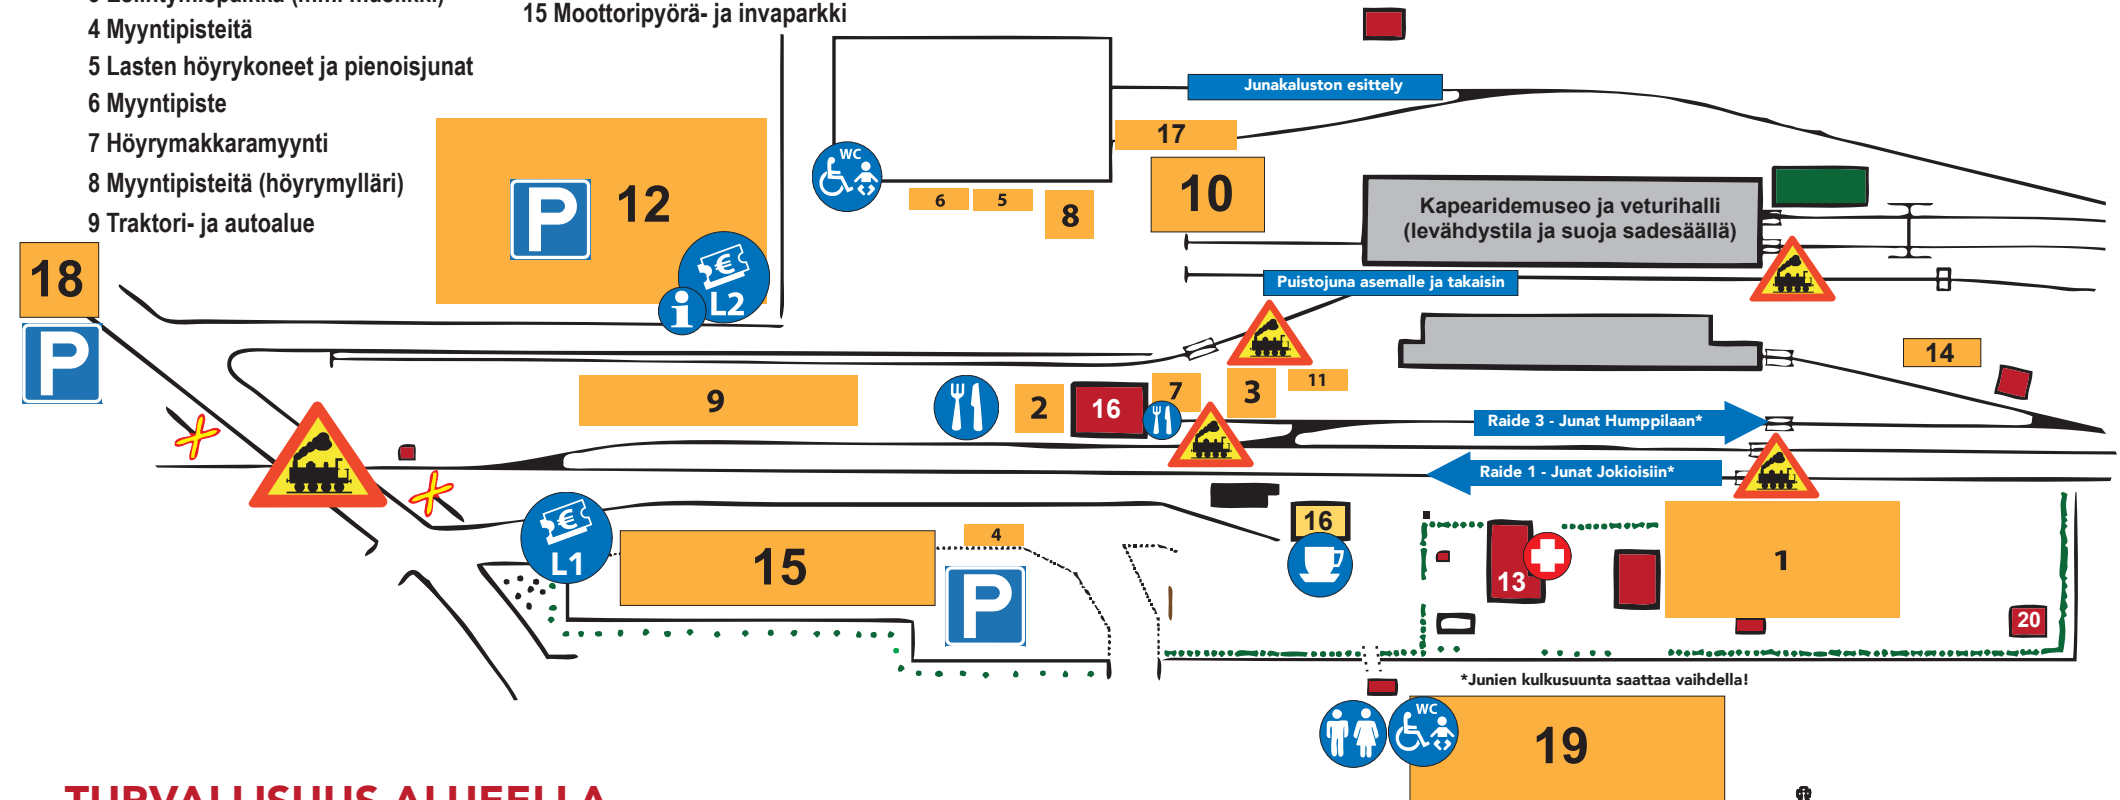 15 Moottoripyörä- ja invaparkki
4 Myyntipisteitä
5 Lasten höyrykoneet ja pienoisjunat
6 Myyntipiste
7 Höyrymakkaramyynti
8 Myyntipisteitä (höyrymylläri)
9 Traktori- ja autoalue
Junakaluston esittely
17
WC
P
12
6
5
8
10
Kapearidemuseo ja veturihalli
(levähdystila ja suoja sadesäällä)
18
€
i
L2
Puistojuna asemalle ja takaisin
P
14
9
2
16
7
3
11
Raide 3 - Junat Humppilaan*
Raide 1 - Junat Jokioisiin*
€
L1
15
4
P
16
13
1
20
*Junien kulkusuunta saattaa vaihdella!
WC
19
TURVALLISUUS ALUEELLA